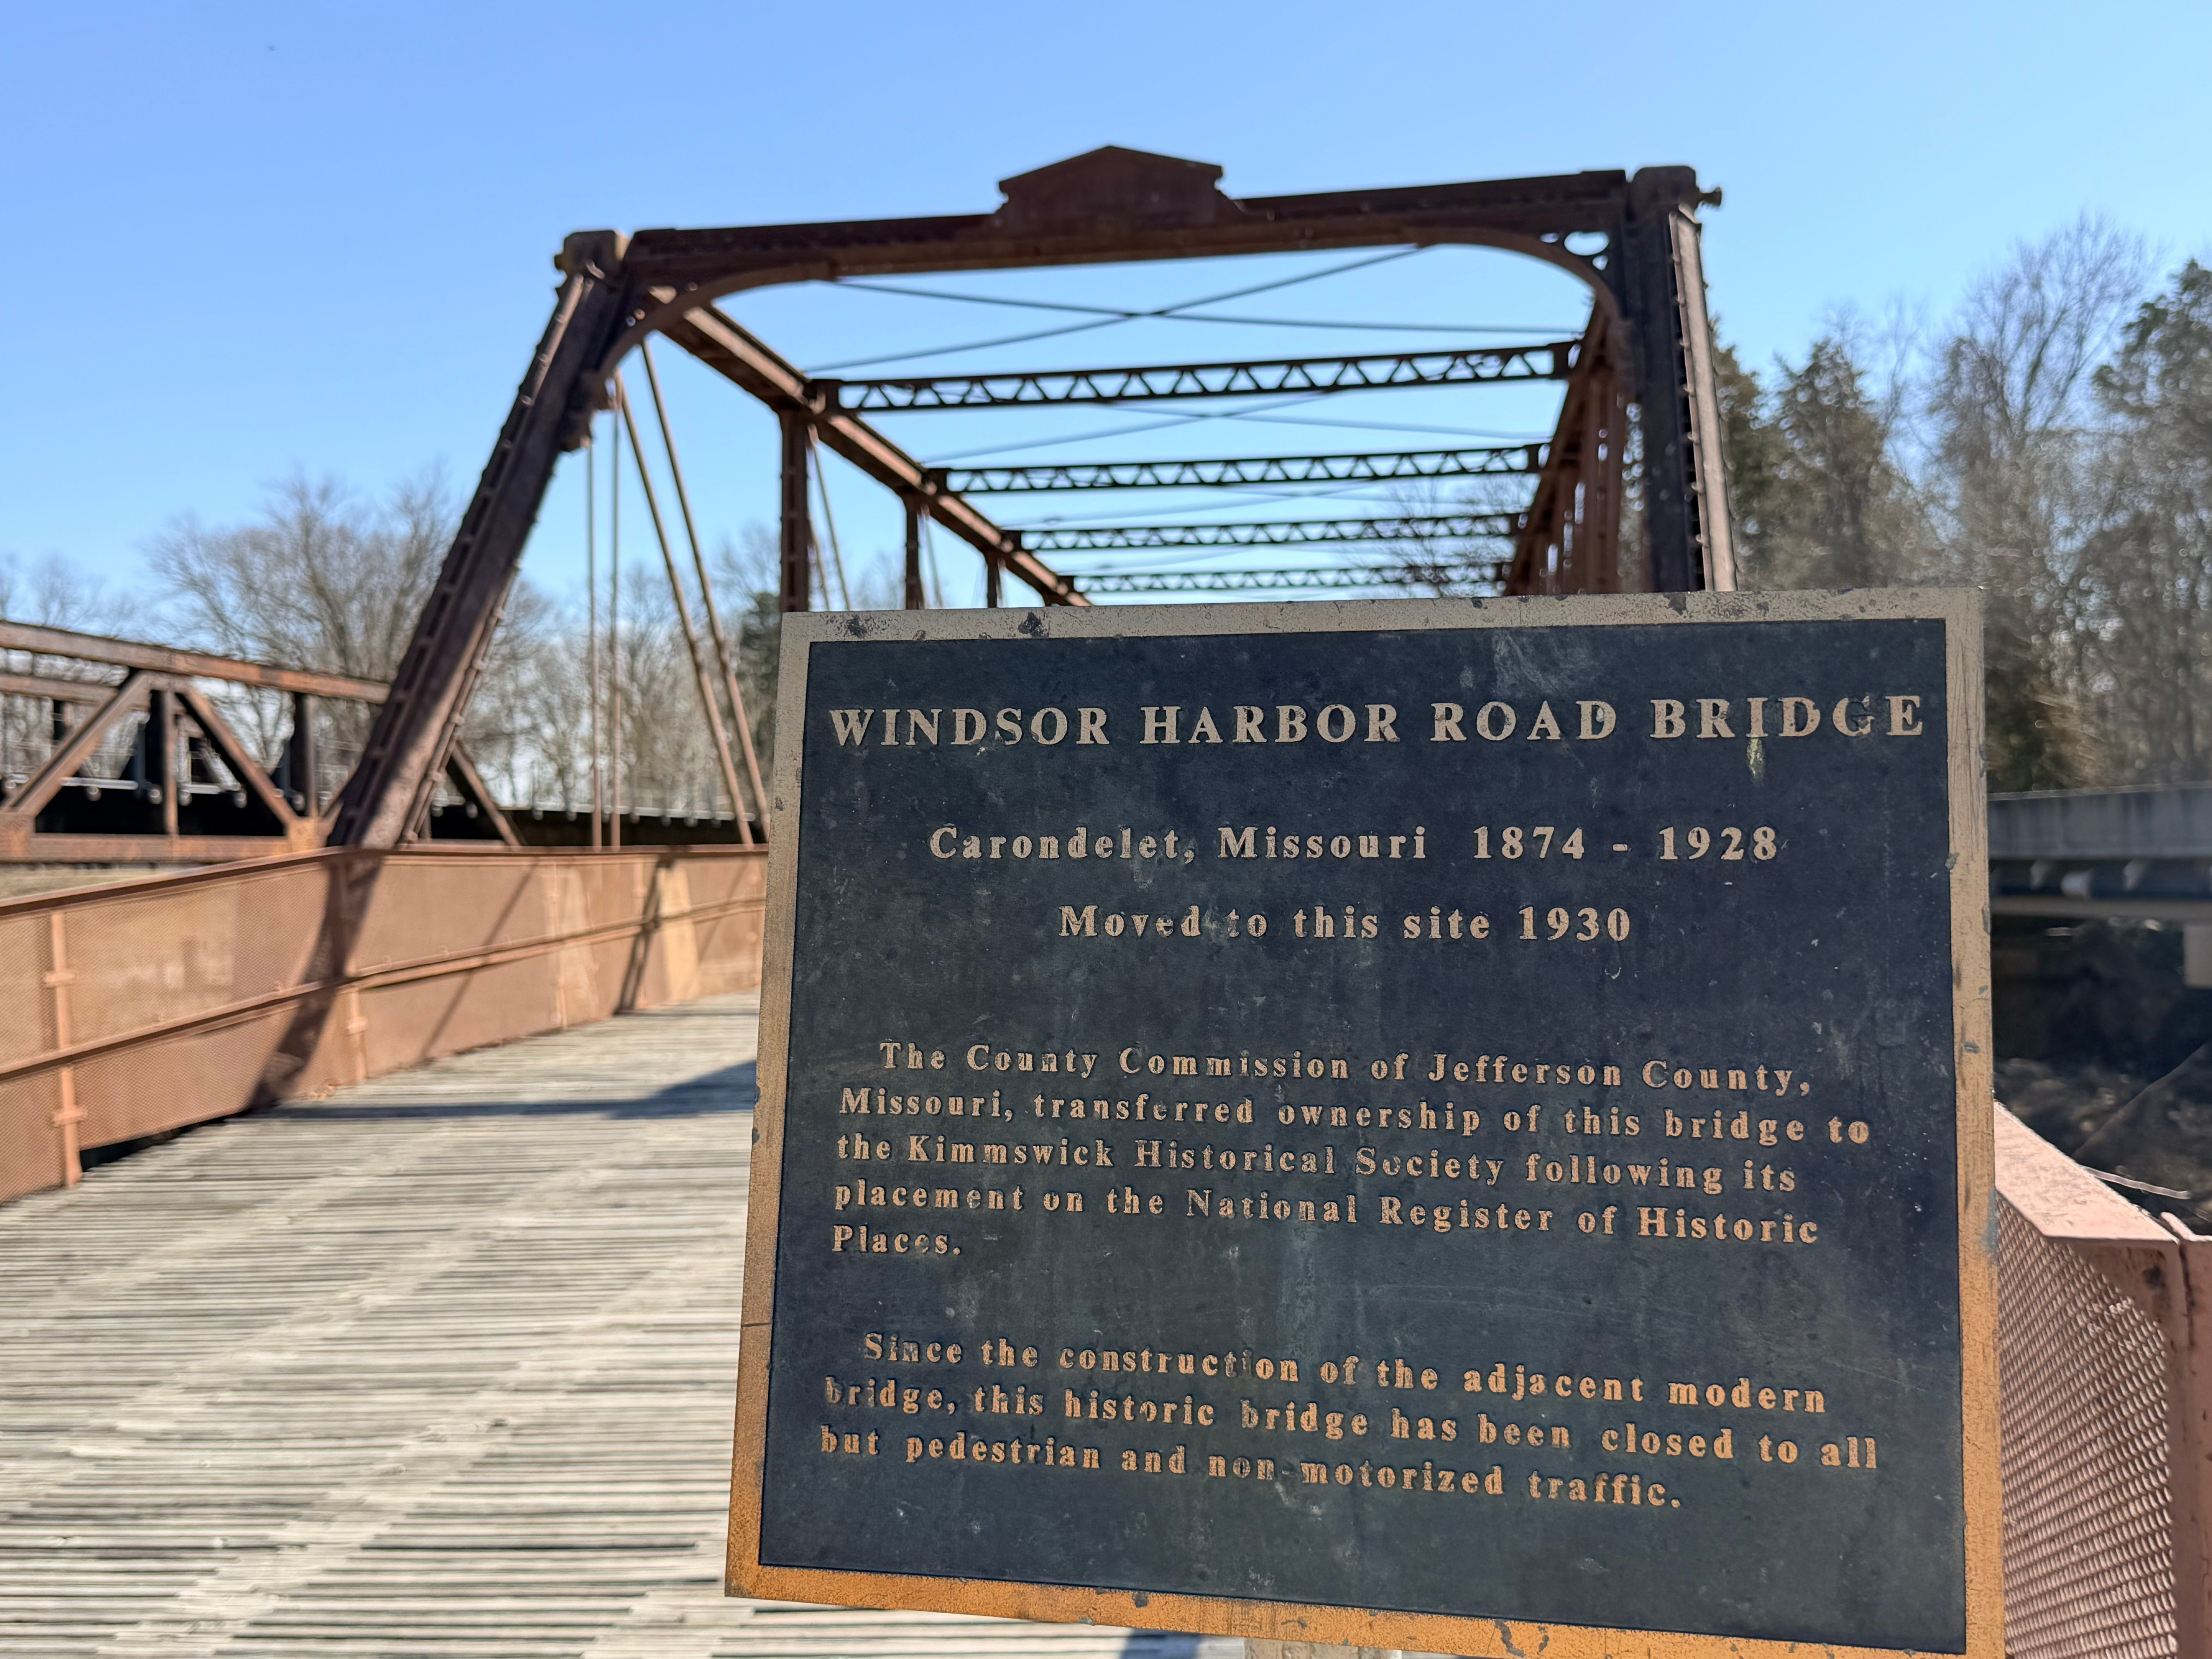 WINDSOR HARBOR ROAD BRIDGE
Carondelet, Missouri 1874 - 1928
Moved to this site 1930
The County Commission of Jefferson County,
Missouri, transferred ownership of this bridge to
the Kimmswick Historical Society following its
placement on the National Register of Historic
Places.
Since the construction of the adjacent modern
bridge, this historic bridge has been closed to all
but pedestrian and non-motorized traffic.